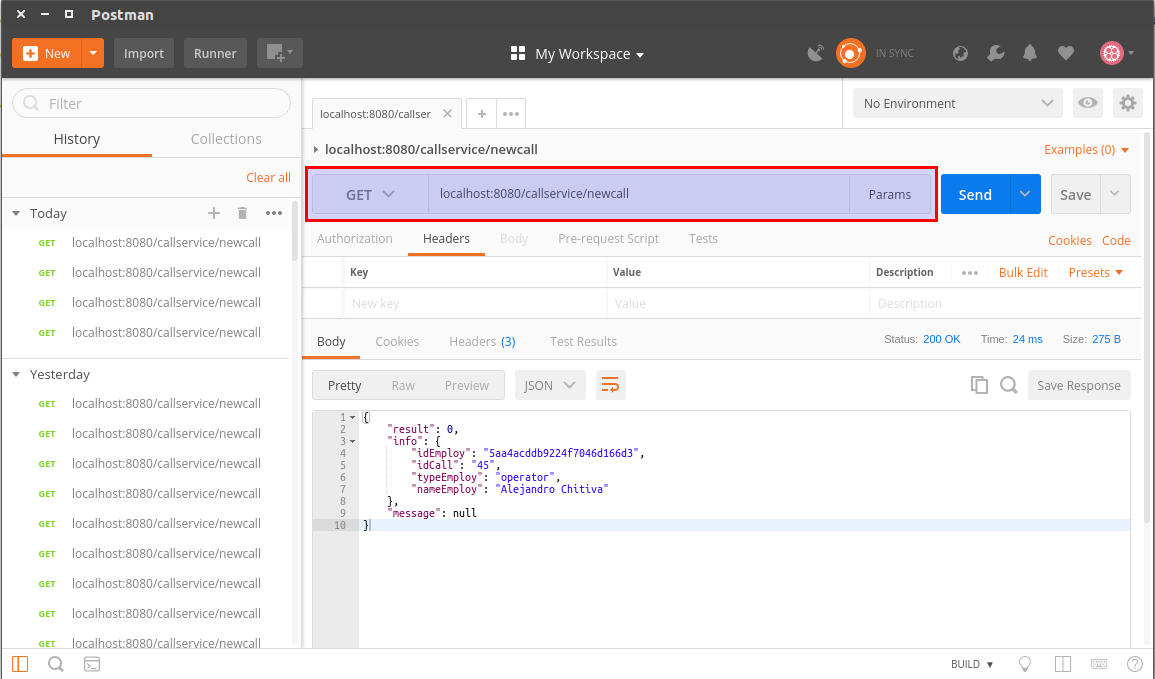 Postman
New
Import
Runner
My Workspace
IN SYNC
Filter
History
Collections
Clear all
Today
GET localhost:8080/callservice/newcall
GET localhost:8080/callservice/newcall
GET localhost:8080/callservice/newcall
GET localhost:8080/callservice/newcall
Yesterday
GET localhost:8080/callservice/newcall
GET localhost:8080/callservice/newcall
GET localhost:8080/callservice/newcall
GET localhost:8080/callservice/newcall
GET localhost:8080/callservice/newcall
GET localhost:8080/callservice/newcall
GET localhost:8080/callservice/newcall
GET localhost:8080/callservice/newcall
GET localhost:8080/callservice/newcall
localhost:8080/callser
No Environment
localhost:8080/callservice/newcall
Examples (0)
GET localhost:8080/callservice/newcall Params
Send
Save
Authorization Headers Body Pre-request Script Tests
Cookies Code
Key Value Description
Bulk Edit Presets
New key Value Description
Body Cookies Headers (3) Test Results
Status: 200 OK Time: 24 ms Size: 275 B
Pretty Raw Preview JSON
Save Response
1 {
2 "result": 0,
3 "info": {
4 "idEmploy": "5aa4acddb9224f7046d166d3",
5 "idCall": "45",
6 "typeEmploy": "operator",
7 "nameEmploy": "Alejandro Chitiva"
8 },
9 "message": null
10 }
BUILD